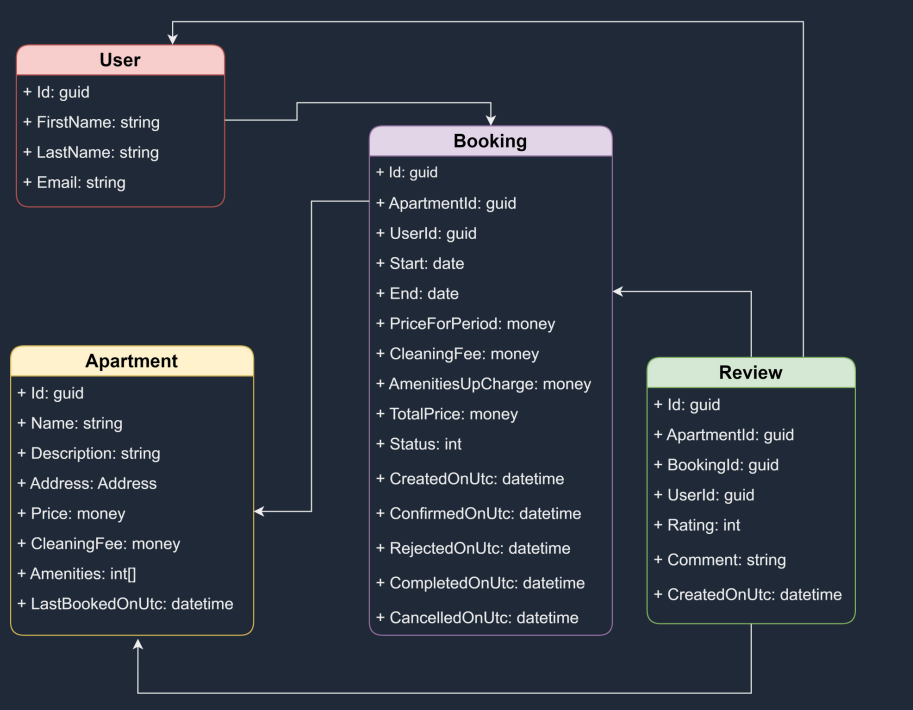 User
+ Id: guid
+ FirstName: string
+ LastName: string
+ Email: string
Booking
+ Id: guid
+ ApartmentId: guid
+ UserId: guid
+ Start: date
+ End: date
+ PriceForPeriod: money
+ CleaningFee: money
+ AmenitiesUpCharge: money
+ TotalPrice: money
+ Status: int
+ CreatedOnUtc: datetime
+ ConfirmedOnUtc: datetime
+ RejectedOnUtc: datetime
+ CompletedOnUtc: datetime
+ CancelledOnUtc: datetime
Apartment
+ Id: guid
+ Name: string
+ Description: string
+ Address: Address
+ Price: money
+ CleaningFee: money
+ Amenities: int[]
+ LastBookedOnUtc: datetime
Review
+ Id: guid
+ ApartmentId: guid
+ BookingId: guid
+ UserId: guid
+ Rating: int
+ Comment: string
+ CreatedOnUtc: datetime